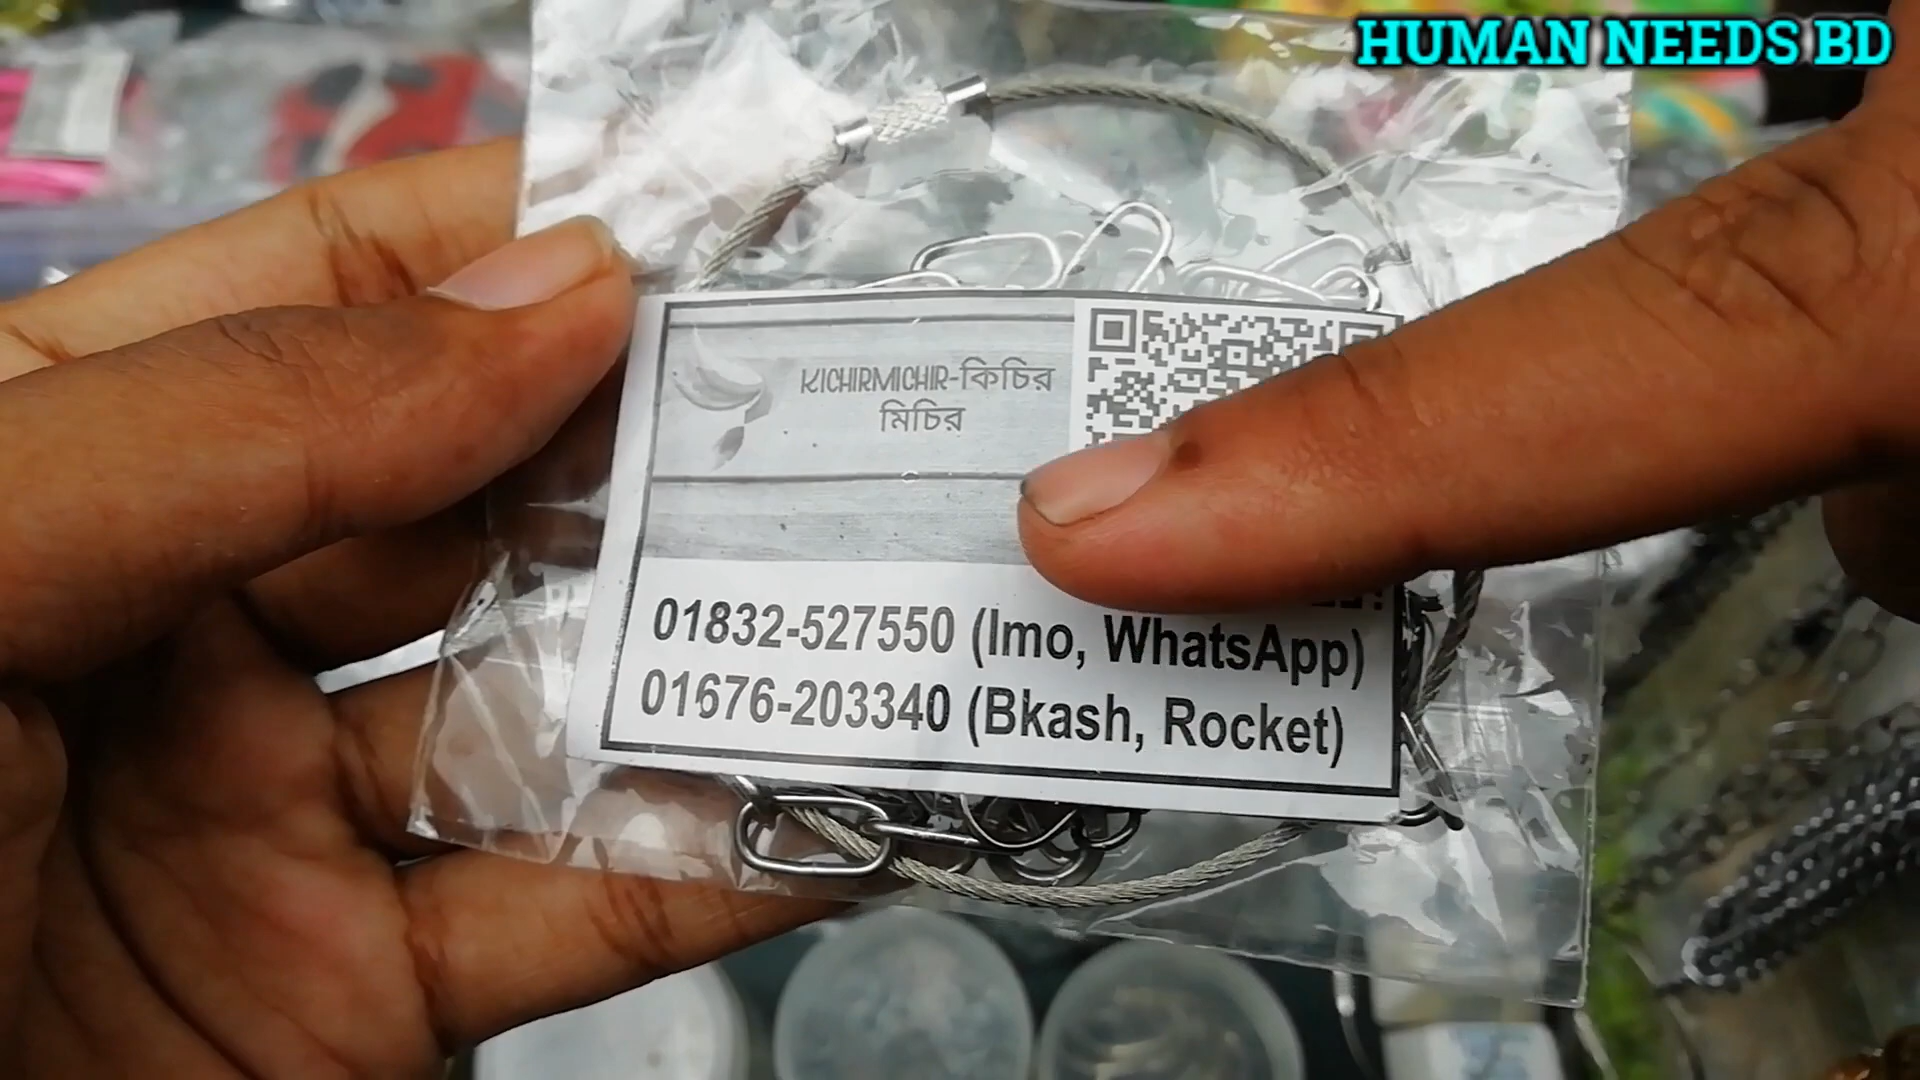 HUMAN NEEDS BD
KICHIRMICHIR-কিচির
মিচির
01832-527550 (Imo, WhatsApp)
01676-203340 (Bkash, Rocket)